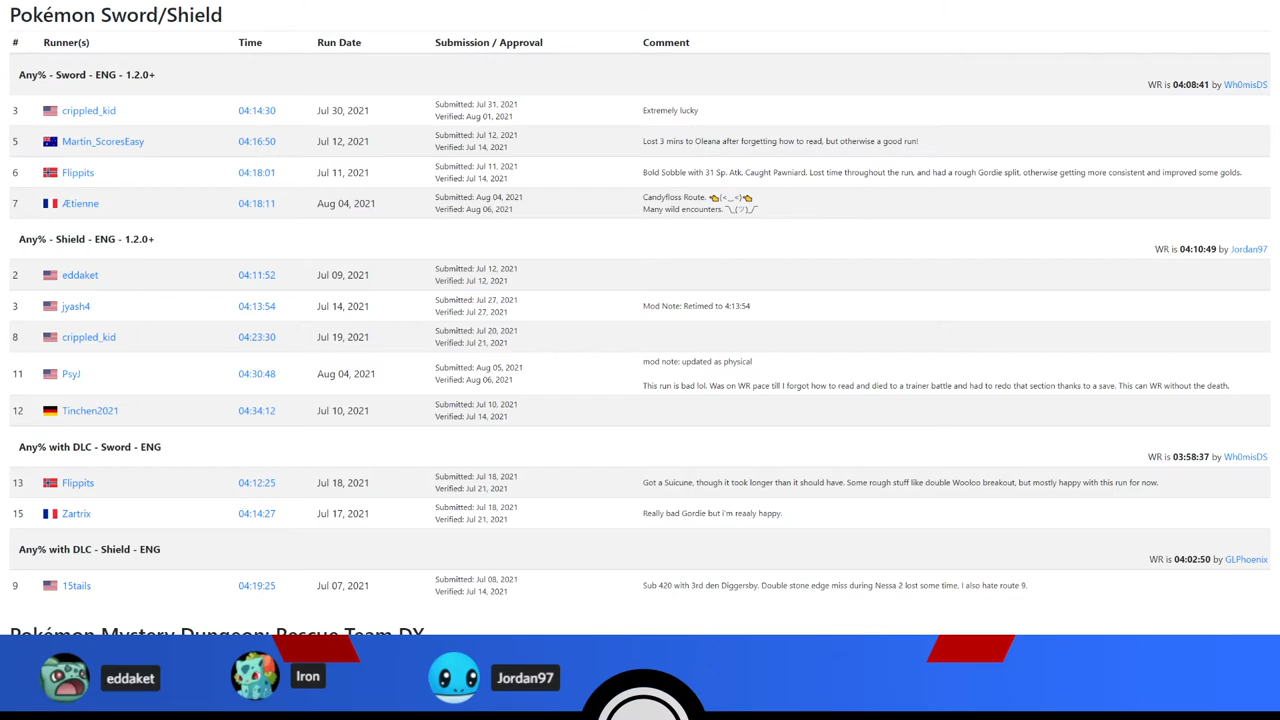 Pokémon Sword/Shield
# Runner(s) Time Run Date Submission / Approval Comment
Any% - Sword - ENG - 1.2.0+
WR is 04:08:41 by Wh0misDS
3 crippled_kid 04:14:30 Jul 30, 2021 Submitted: Jul 31, 2021 Extremely lucky
Verified: Aug 01, 2021
5 Martin_ScoresEasy 04:16:50 Jul 12, 2021 Submitted: Jul 12, 2021 Lost 3 mins to Oleana after forgetting how to read, but otherwise a good run!
Verified: Jul 14, 2021
6 Flippits 04:18:01 Jul 11, 2021 Submitted: Jul 11, 2021 Bold Sobble with 31 Sp. Atk. Caught Pawniard. Lost time throughout the run, and had a rough Gordie split, otherwise getting more consistent and improved some golds.
Verified: Jul 14, 2021
7 Ætienne 04:18:11 Aug 04, 2021 Submitted: Aug 04, 2021 Candyfloss Route. 👈(<‿<)👈
Verified: Aug 06, 2021 Many wild encounters. ¯\_(ツ)_/¯
Any% - Shield - ENG - 1.2.0+
WR is 04:10:49 by Jordan97
2 eddaket 04:11:52 Jul 09, 2021 Submitted: Jul 12, 2021
Verified: Jul 12, 2021
3 jyash4 04:13:54 Jul 14, 2021 Submitted: Jul 27, 2021 Mod Note: Retimed to 4:13:54
Verified: Jul 27, 2021
8 crippled_kid 04:23:30 Jul 19, 2021 Submitted: Jul 20, 2021
Verified: Jul 21, 2021
mod note: updated as physical
11 PsyJ 04:30:48 Aug 04, 2021 Submitted: Aug 05, 2021
Verified: Aug 06, 2021 This run is bad lol. Was on WR pace till I forgot how to read and died to a trainer battle and had to redo that section thanks to a save. This can WR without the death.
12 Tinchen2021 04:34:12 Jul 10, 2021 Submitted: Jul 10, 2021
Verified: Jul 14, 2021
Any% with DLC - Sword - ENG
WR is 03:58:37 by Wh0misDS
13 Flippits 04:12:25 Jul 18, 2021 Submitted: Jul 18, 2021 Got a Suicune, though it took longer than it should have. Some rough stuff like double Wooloo breakout, but mostly happy with this run for now.
Verified: Jul 21, 2021
15 Zartrix 04:14:27 Jul 17, 2021 Submitted: Jul 18, 2021 Really bad Gordie but i'm reaaly happy.
Verified: Jul 21, 2021
Any% with DLC - Shield - ENG
WR is 04:02:50 by GLPhoenix
9 15tails 04:19:25 Jul 07, 2021 Submitted: Jul 08, 2021 Sub 420 with 3rd den Diggersby. Double stone edge miss during Nessa 2 lost some time, I also hate route 9.
Verified: Jul 14, 2021
Pokémon Mystery Dungeon: Rescue Team DX
eddaket Iron Jordan97